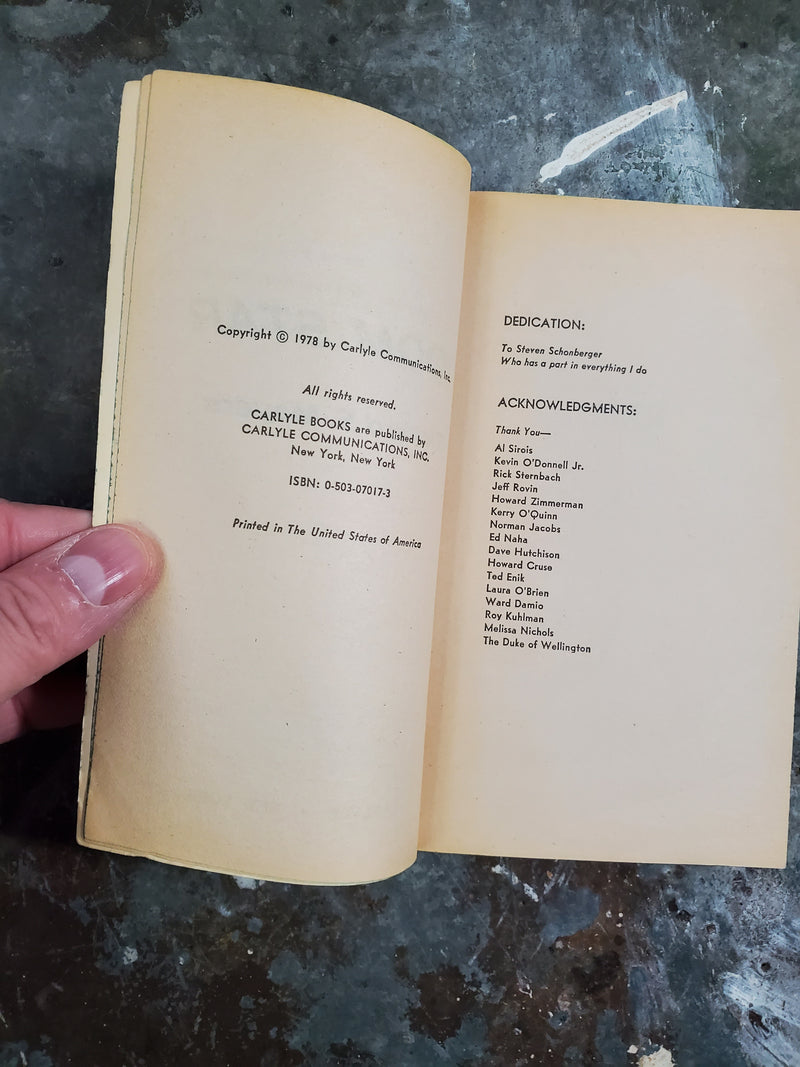 Copyright © 1978 by Carlyle Communications, Inc.
All rights reserved.
CARLYLE BOOKS are published by
CARLYLE COMMUNICATIONS, INC.
New York, New York
ISBN: 0-503-07017-3
Printed in The United States of America
DEDICATION:
To Steven Schonberger
Who has a part in everything I do
ACKNOWLEDGMENTS:
Thank You—
Al Sirois
Kevin O'Donnell Jr.
Rick Sternbach
Jeff Rovin
Howard Zimmerman
Kerry O'Quinn
Norman Jacobs
Ed Naha
Dave Hutchison
Howard Cruse
Ted Enik
Laura O'Brien
Ward Damio
Roy Kuhlman
Melissa Nichols
The Duke of Wellington